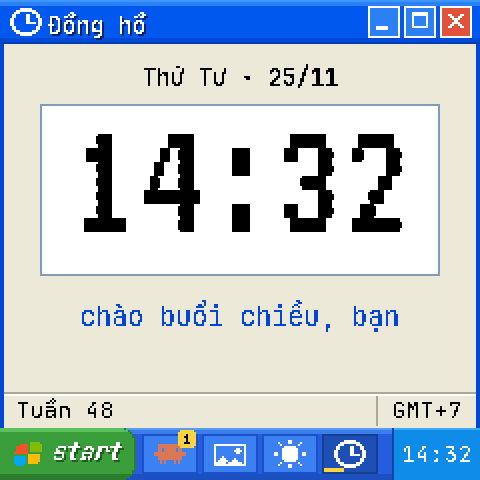 Đồng hồ
Thứ Tư - 25/11
14:32
chào buổi chiều, bạn
Tuần 48
GMT+7
start
1
14:32